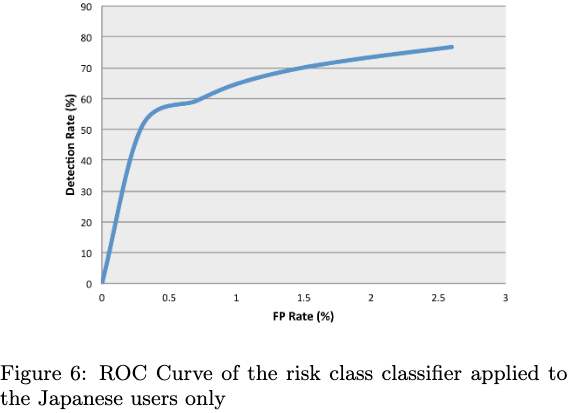 90
80
70
60
50
40
30
20
10
0
Detection Rate (%)
0 0.5 1 1.5 2 2.5 3
FP Rate (%)
Figure 6: ROC Curve of the risk class classifier applied to
the Japanese users only